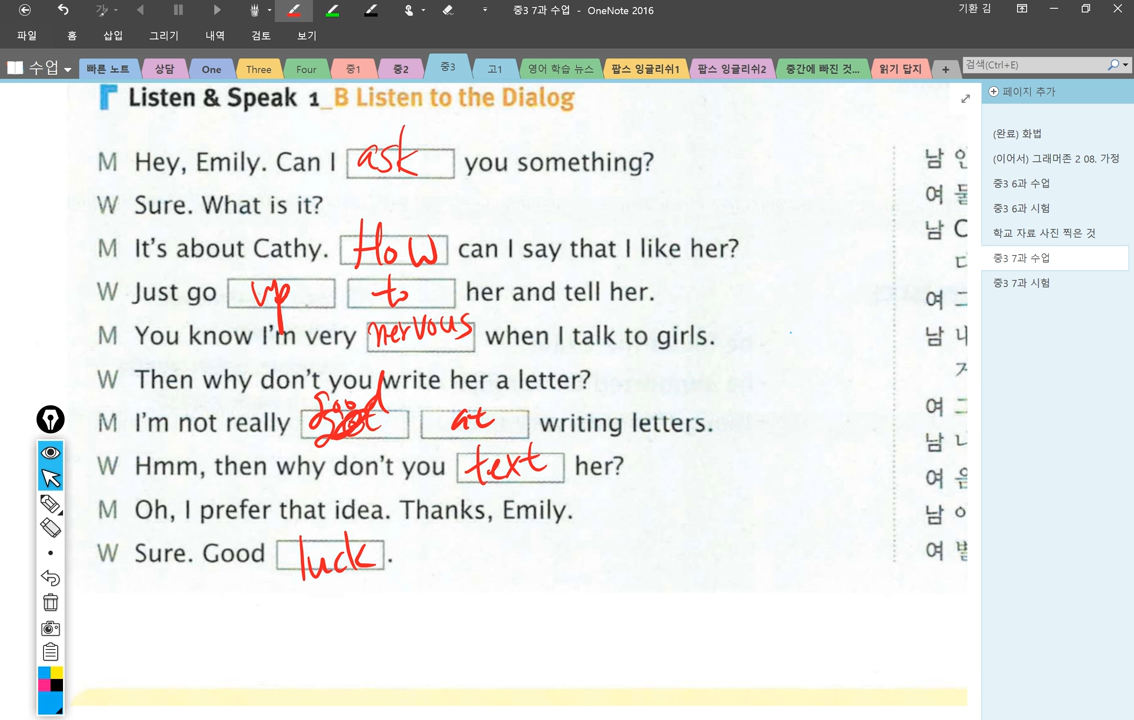 중3 7과 수업 - OneNote 2016
기환 김
파일 홈 삽입 그리기 내역 검토 보기
수업 빠른 노트 상담 One Three Four 중1 중2 중3 고1 영어 학습 뉴스 팝스 잉글리쉬1 팝스 잉글리쉬2 중간에 빠진 것... 읽기 답지 + 검색(Ctrl+E)
Listen & Speak 1_B Listen to the Dialog
M Hey, Emily. Can I ask you something?
W Sure. What is it?
M It's about Cathy. How can I say that I like her?
W Just go up to her and tell her.
M You know I'm very nervous when I talk to girls.
W Then why don't you write her a letter?
M I'm not really good at writing letters.
W Hmm, then why don't you text her?
M Oh, I prefer that idea. Thanks, Emily.
W Sure. Good luck.
남 인
여 물
남 C
여 그
남 내
여 그
남 나
여 음
남 이
여 별
페이지 추가
(완료) 화법
(이어서) 그래머존 2 08. 가정
중3 6과 수업
중3 6과 시험
학교 자료 사진 찍은 것
중3 7과 수업
중3 7과 시험